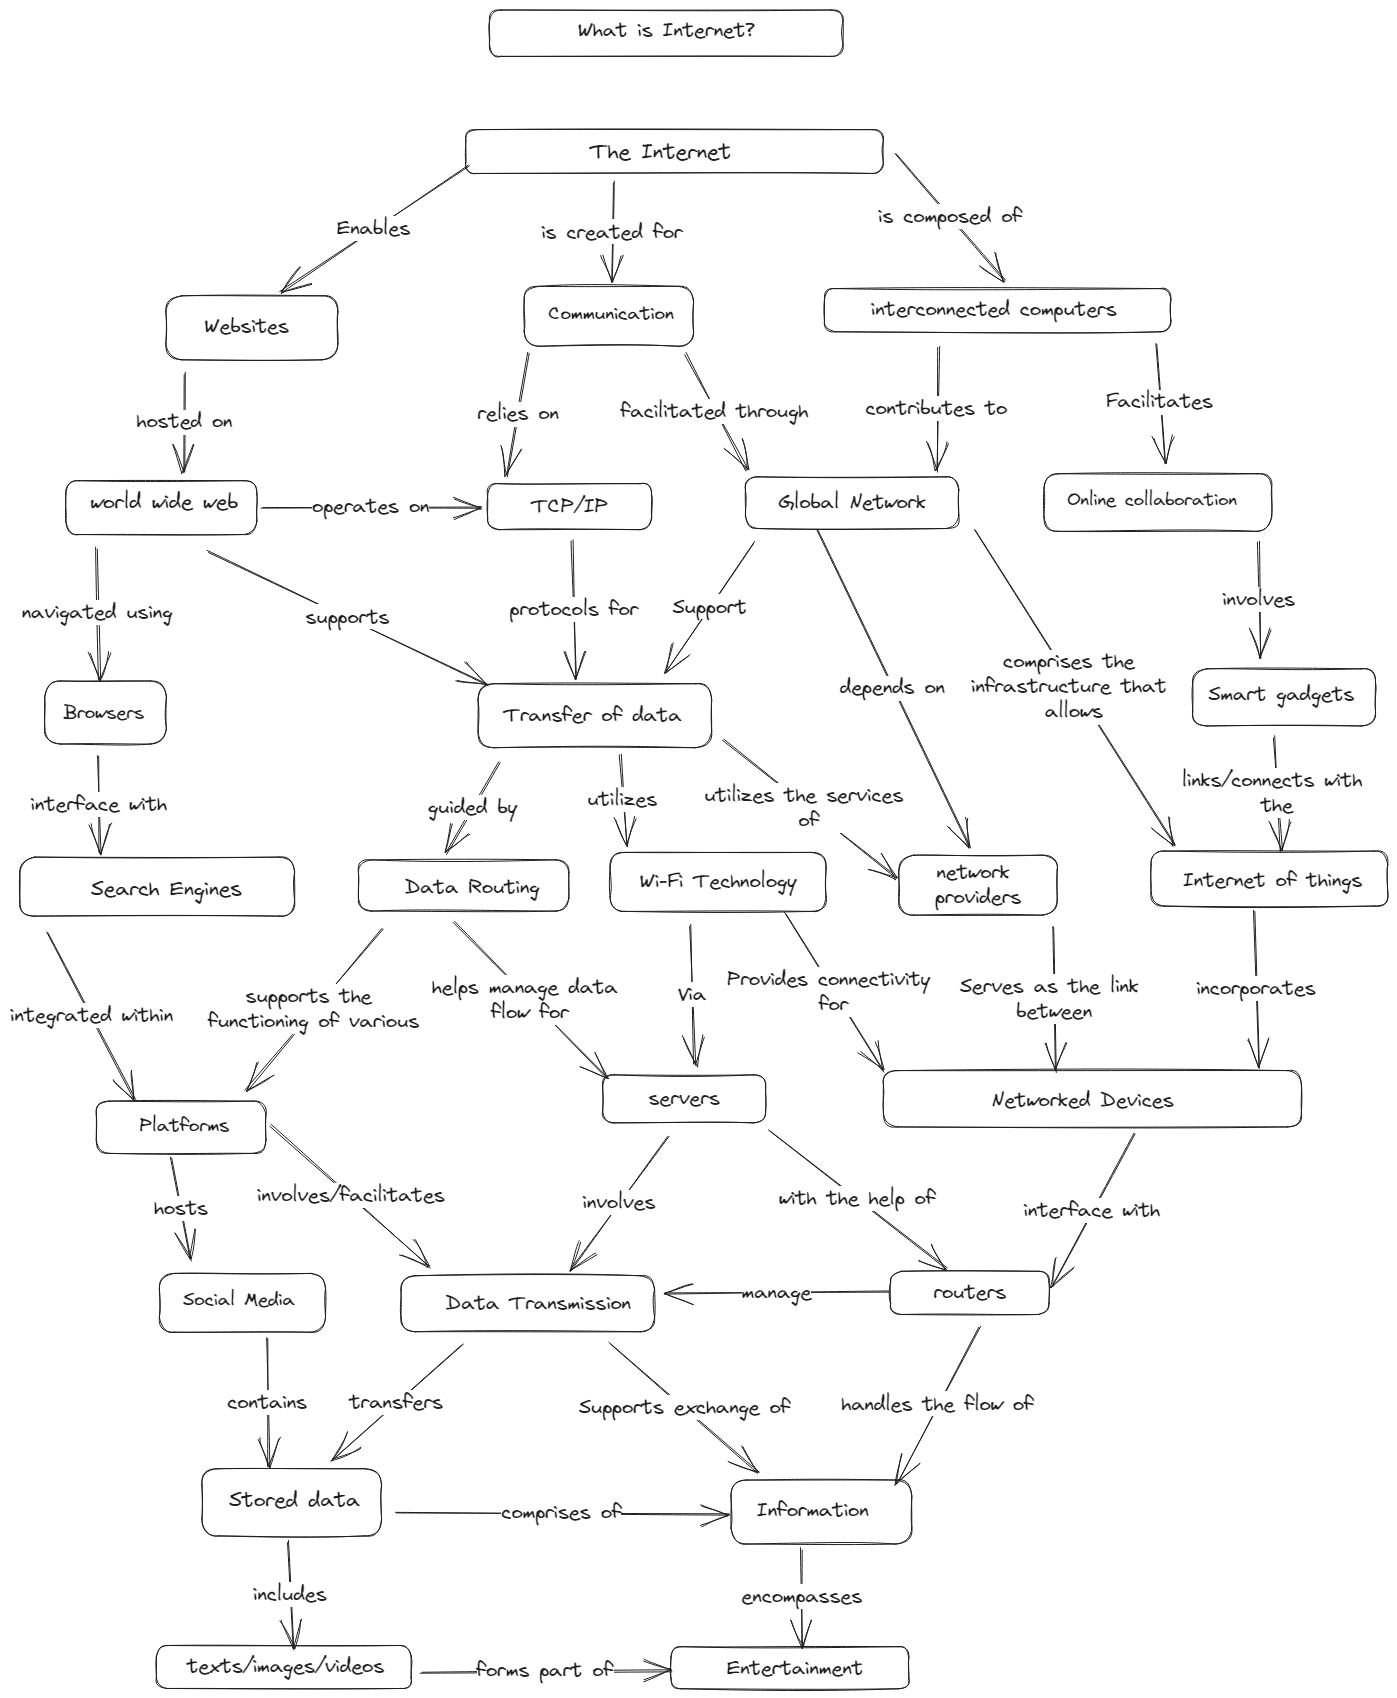 What is Internet?
The Internet
Enables
is created for
is composed of
Websites
Communication
interconnected computers
hosted on
relies on
facilitated through
contributes to
Facilitates
world wide web
operates on
TCP/IP
Global Network
Online collaboration
navigated using
supports
protocols for
Support
depends on
comprises the
infrastructure that
allows
involves
Browsers
Transfer of data
Smart gadgets
interface with
guided by
utilizes
utilizes the services
of
links/connects with
the
Search Engines
Data Routing
Wi-Fi Technology
network
providers
Internet of things
integrated within
supports the
functioning of various
helps manage data
flow for
Via
Provides connectivity
for
Serves as the link
between
incorporates
Platforms
servers
Networked Devices
hosts
involves/facilitates
involves
with the help of
interface with
Social Media
Data Transmission
manage
routers
contains
transfers
Supports exchange of
handles the flow of
Stored data
comprises of
Information
includes
encompasses
texts/images/videos
forms part of
Entertainment